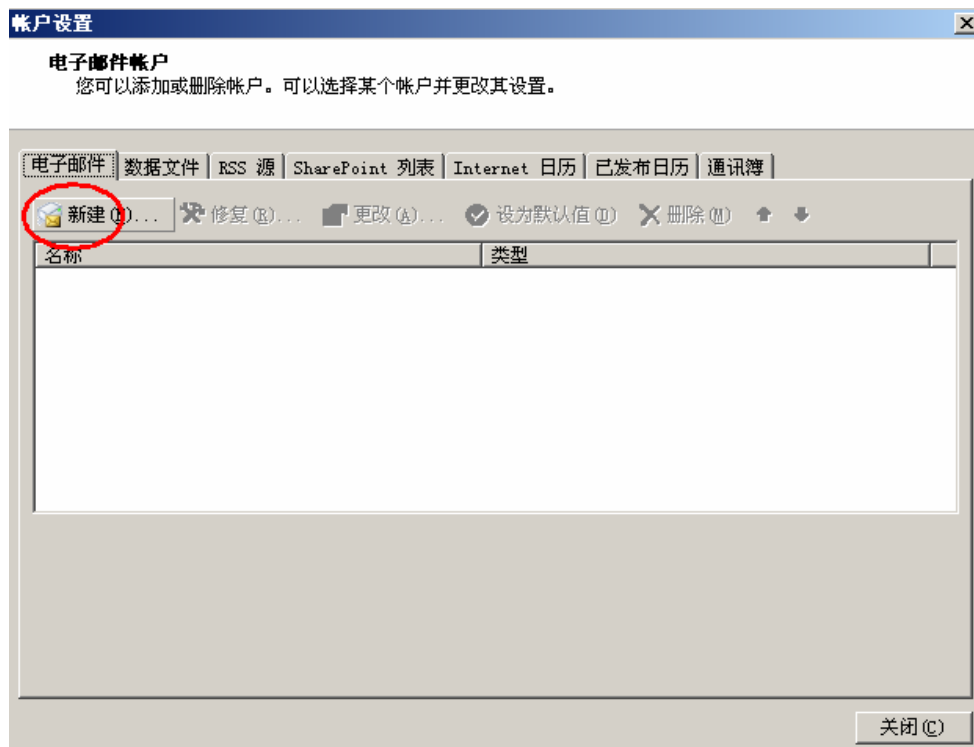 帐户设置
电子邮件帐户
您可以添加或删除帐户。可以选择某个帐户并更改其设置。
电子邮件 数据文件 RSS 源 SharePoint 列表 Internet 日历 已发布日历 通讯簿
新建(N)... 修复(R)... 更改(A)... 设为默认值(D) 删除(M)
名称 类型
关闭(C)